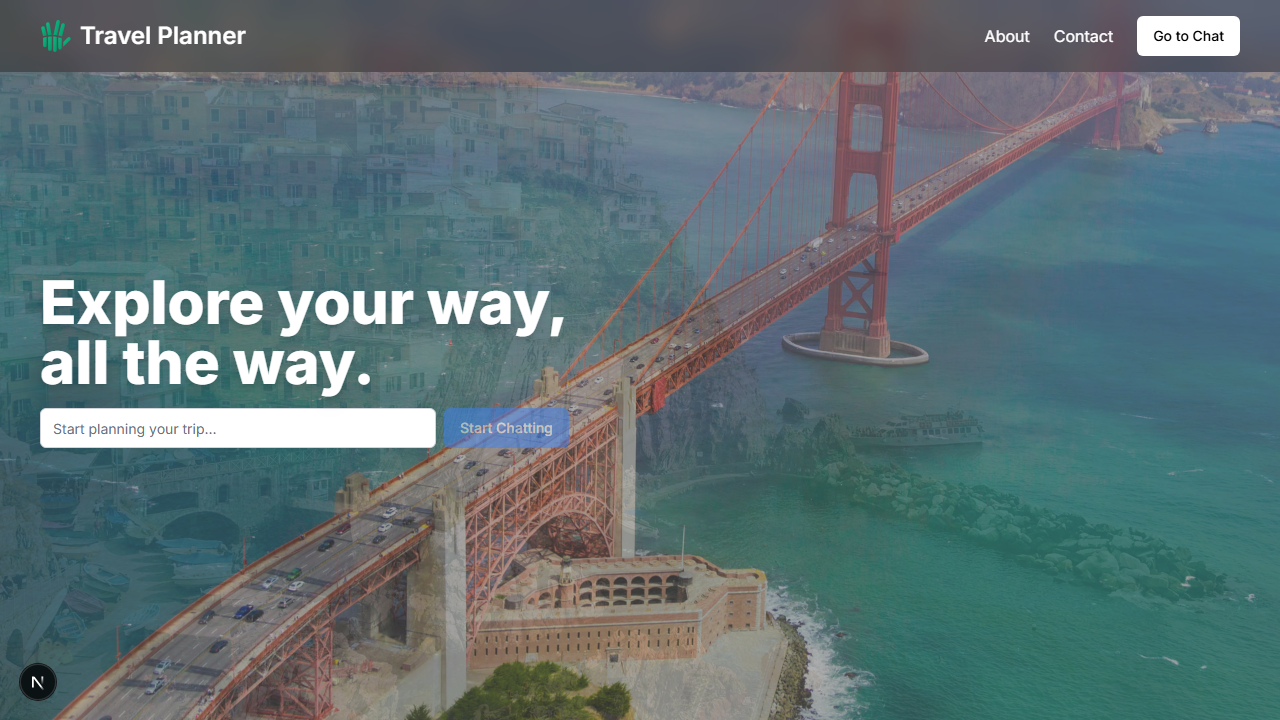 Travel Planner
About
Contact
Go to Chat
Explore your way,
all the way.
Start planning your trip...
Start Chatting
N